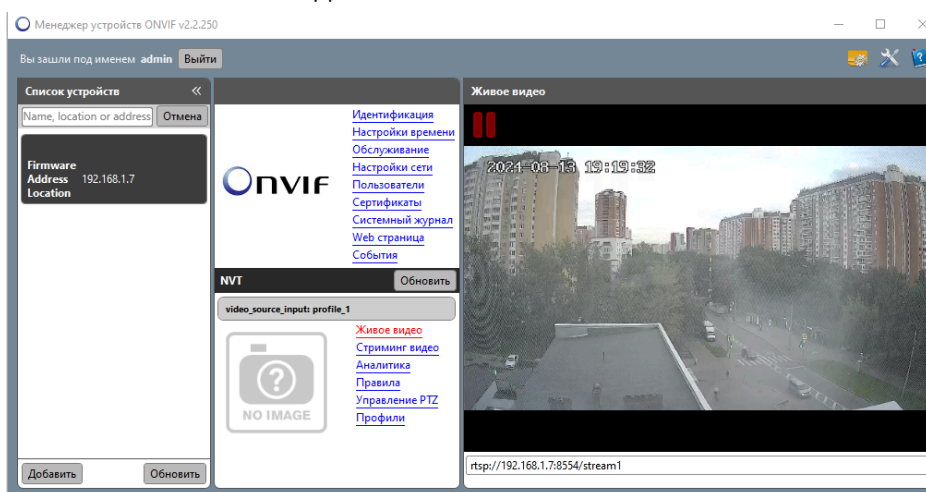 Менеджер устройств ONVIF v2.2.250
Вы зашли под именем admin Выйти
Список устройств
Name, location or address Отмена
Firmware
Address 192.168.1.7
Location
Добавить Обновить
ONVIF
Идентификация
Настройки времени
Обслуживание
Настройки сети
Пользователи
Сертификаты
Системный журнал
Web страница
События
NVT Обновить
video_source_input: profile_1
NO IMAGE
Живое видео
Стриминг видео
Аналитика
Правила
Управление PTZ
Профили
Живое видео
2024-08-13 19:19:32
rtsp://192.168.1.7:8554/stream1